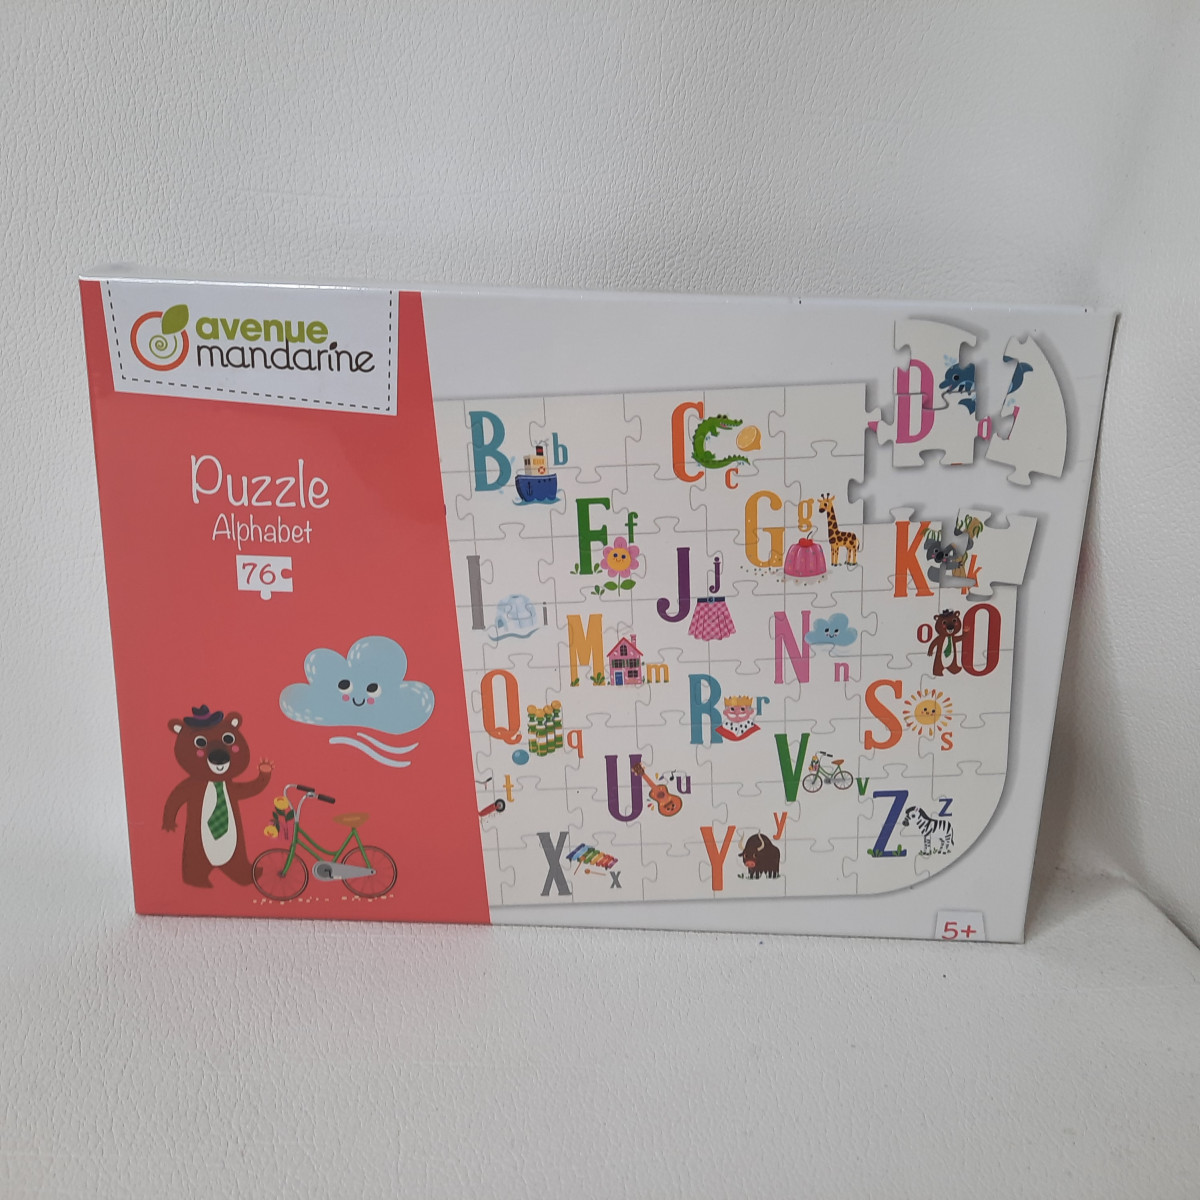 avenue
mandarine
Puzzle
Alphabet
76
B b
C c
D d
F f
G g
I i
J j
K k
M m
N n
o O
Q q
R r
S s
t
U u
V v
X x
Y y
Z z
5+